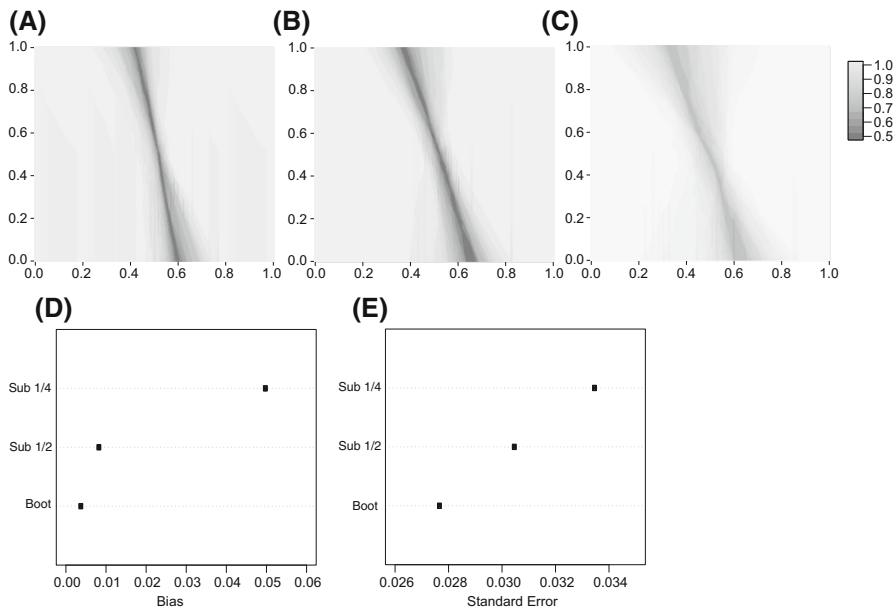 (A)
(B)
(C)
1.0
0.8
0.6
0.4
0.2
0.0
0.0 0.2 0.4 0.6 0.8 1.0
1.0
0.8
0.6
0.4
0.2
0.0
0.0 0.2 0.4 0.6 0.8 1.0
1.0
0.8
0.6
0.4
0.2
0.0
0.0 0.2 0.4 0.6 0.8 1.0
1.0
0.9
0.8
0.7
0.6
0.5
(D)
Sub 1/4
Sub 1/2
Boot
0.00 0.01 0.02 0.03 0.04 0.05 0.06
Bias
(E)
Sub 1/4
Sub 1/2
Boot
0.026 0.028 0.030 0.032 0.034
Standard Error